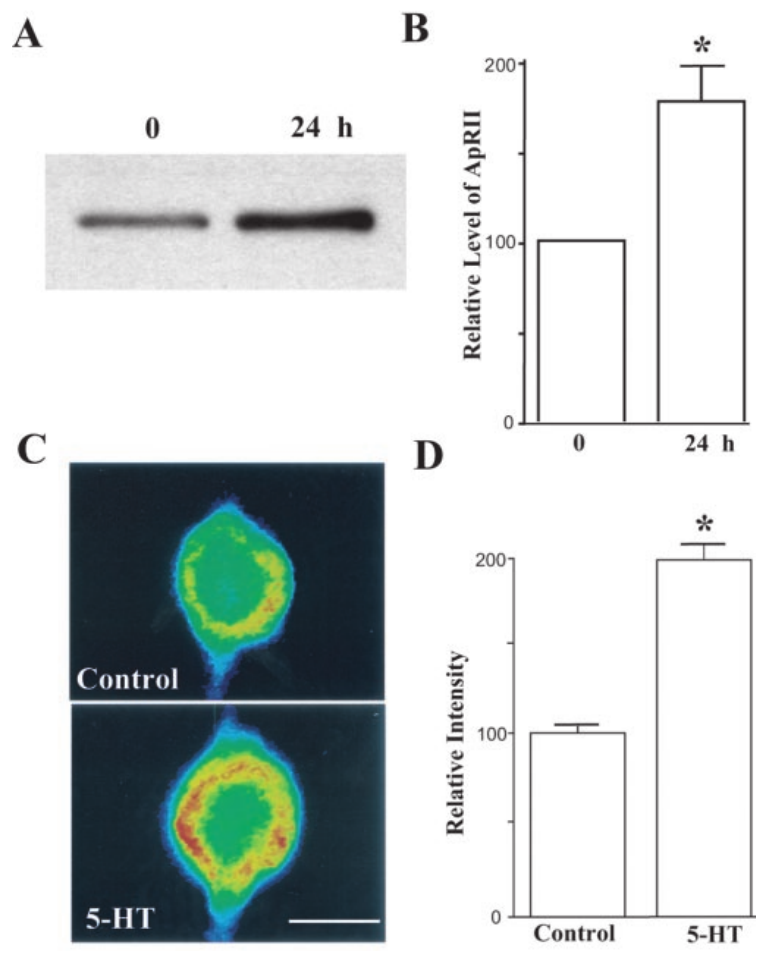 A
0 24 h
B
Relative Level of ApRII
200
*
100
0
0 24 h
C
Control
5-HT
D
Relative Intensity
200
*
100
0
Control 5-HT